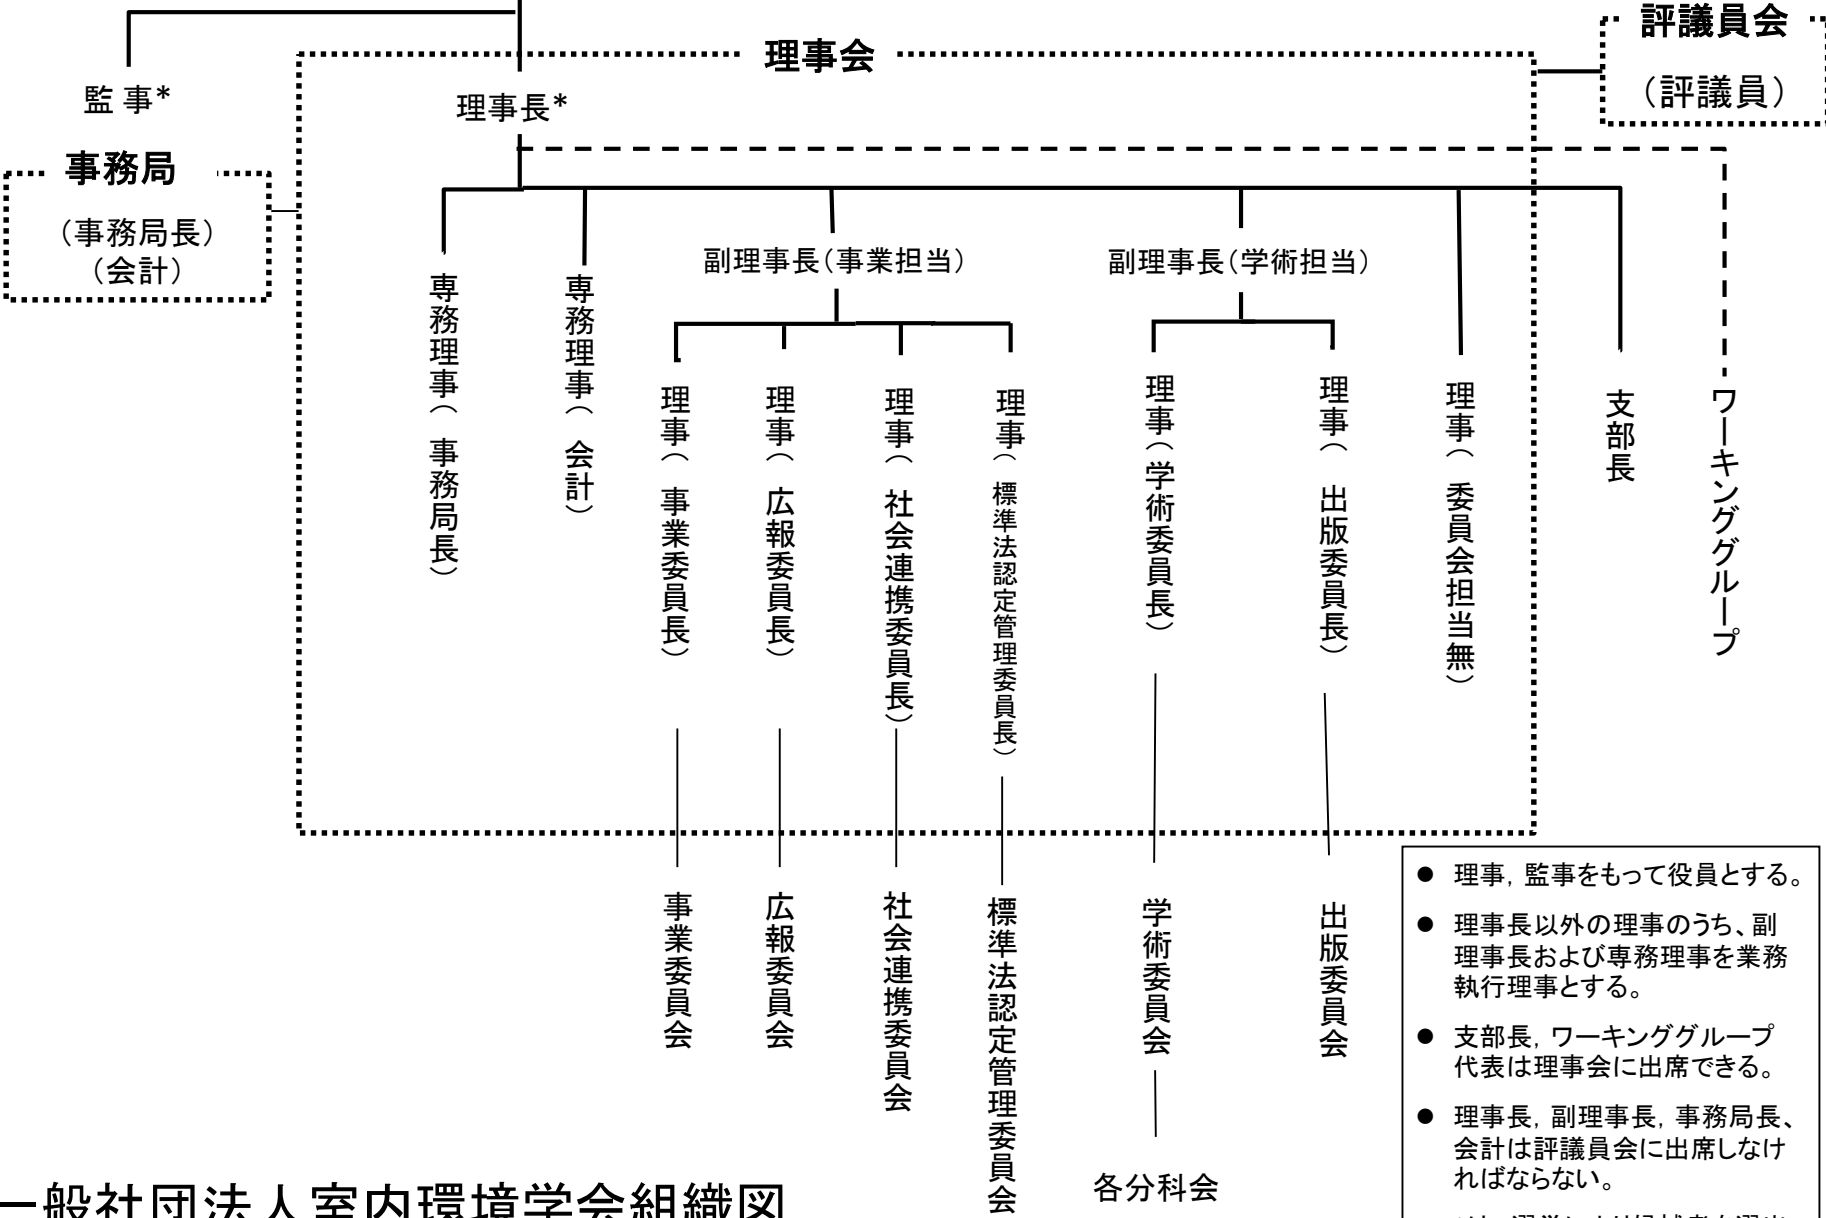 評議員会
(評議員)
理事会
監 事*
理事長*
事務局
(事務局長)
(会計)
副理事長(事業担当)
副理事長(学術担当)
専務理事( 事務局長)
専務理事( 会計)
理事( 事業委員長)
理事( 広報委員長)
理事( 社会連携委員長)
理事( 標準法認定管理委員長)
理事(学術委員長)
理事( 出版委員長)
理事( 委員会担当無)
支部長
ワーキンググループ
事業委員会
広報委員会
社会連携委員会
標準法認定管理委員会
学術委員会
出版委員会
各分科会
● 理事, 監事をもって役員とする。
● 理事長以外の理事のうち、副
理事長および専務理事を業務
執行理事とする。
● 支部長, ワーキンググループ
代表は理事会に出席できる。
● 理事長, 副理事長, 事務局長、
会計は評議員会に出席しなけ
ればならない。
一般社団法人室内環境学会組織図